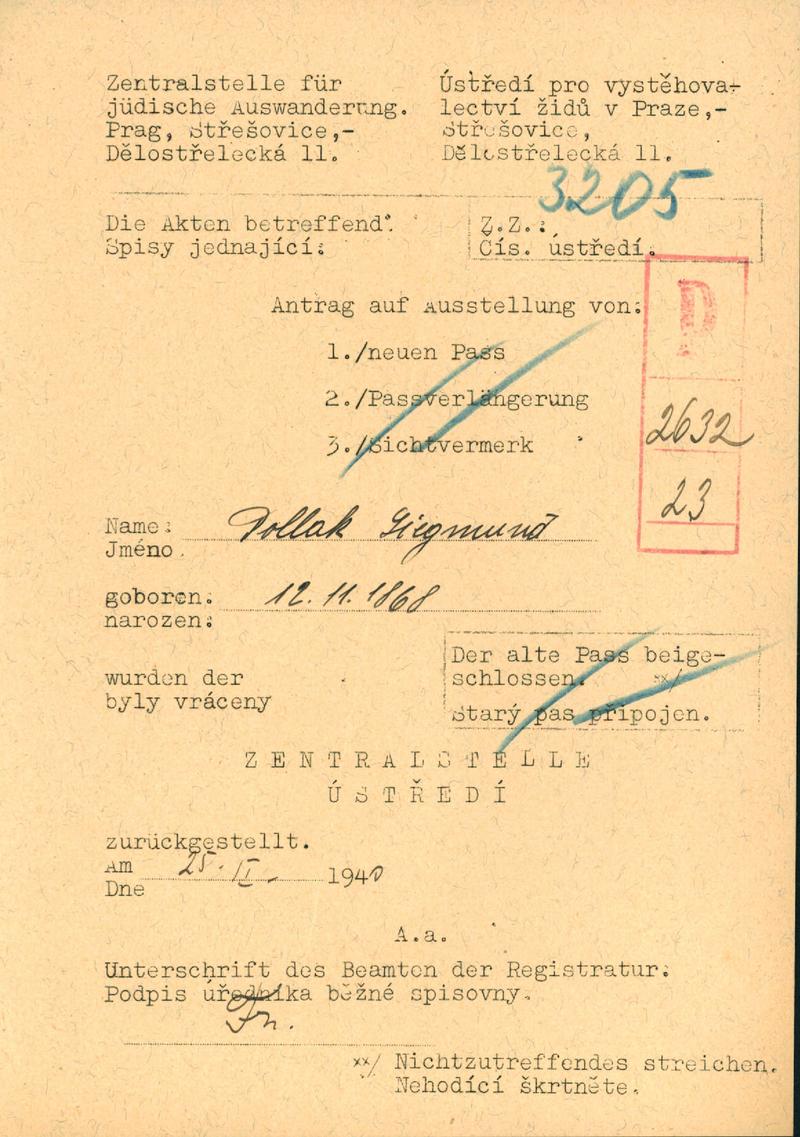 Zentralstelle für
jüdische Auswanderung.
Prag, Střešovice,-
Dělostřelecká 11.
Ústředí pro vystěhova-
lectví židů v Praze,-
Střešovice,
Dělostřelecká 11.
3205
Die Akten betreffend:
Spisy jednající:
Z.Z.:
Čís. ústředí.
Antrag auf Ausstellung von:
D
1./neuen Pass
2./Passverlängerung
3./Sichtvermerk
2632
23
Name: Pollak Siegmund
Jméno.
geboren: 12.11.1868
narozen:
Der alte Pass beige-
schlossen. xx/
Starý pas připojen.
wurden der
byly vráceny
ZENTRALSTELLE
ÚSTŘEDÍ
zurückgestellt.
Am 25. 1940
Dne
A.a.
Unterschrift des Beamten der Registratur:
Podpis úředníka běžné spisovny.
xx/ Nichtzutreffendes streichen.
Nehodící škrtněte.